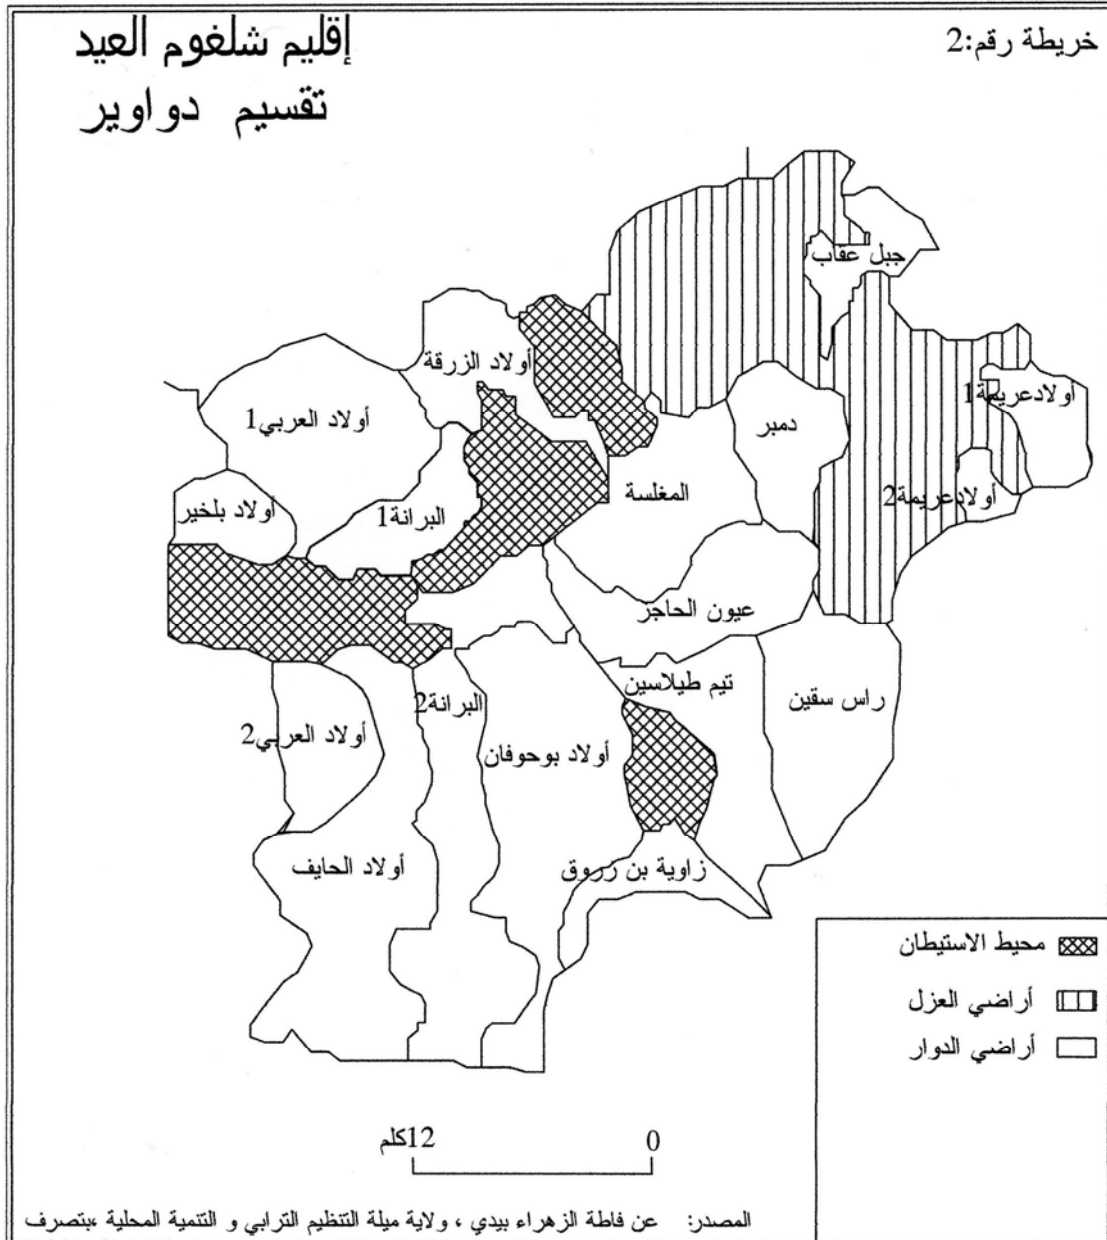 خريطة رقم:2
إقليم شلغوم العيد
تقسيم دواوير
جبل عقاب
أولاد الزرقة
أولادعريمة1
أولاد العربي1
دمبر
المغلسة
أولادعريمة2
أولاد بلخير
البرانة1
عيون الحاجز
تيم طيلاسين
راس سقين
البرانة2
أولاد العربي2
أولاد بوحوفان
زاوية بن زروق
أولاد الحايف
محيط الاستيطان
أراضي العزل
أراضي الدوار
0
12كلم
المصدر: عن فاطة الزهراء بيدي ، ولاية ميلة التنظيم الترابي و التنمية المحلية ،بتصرف